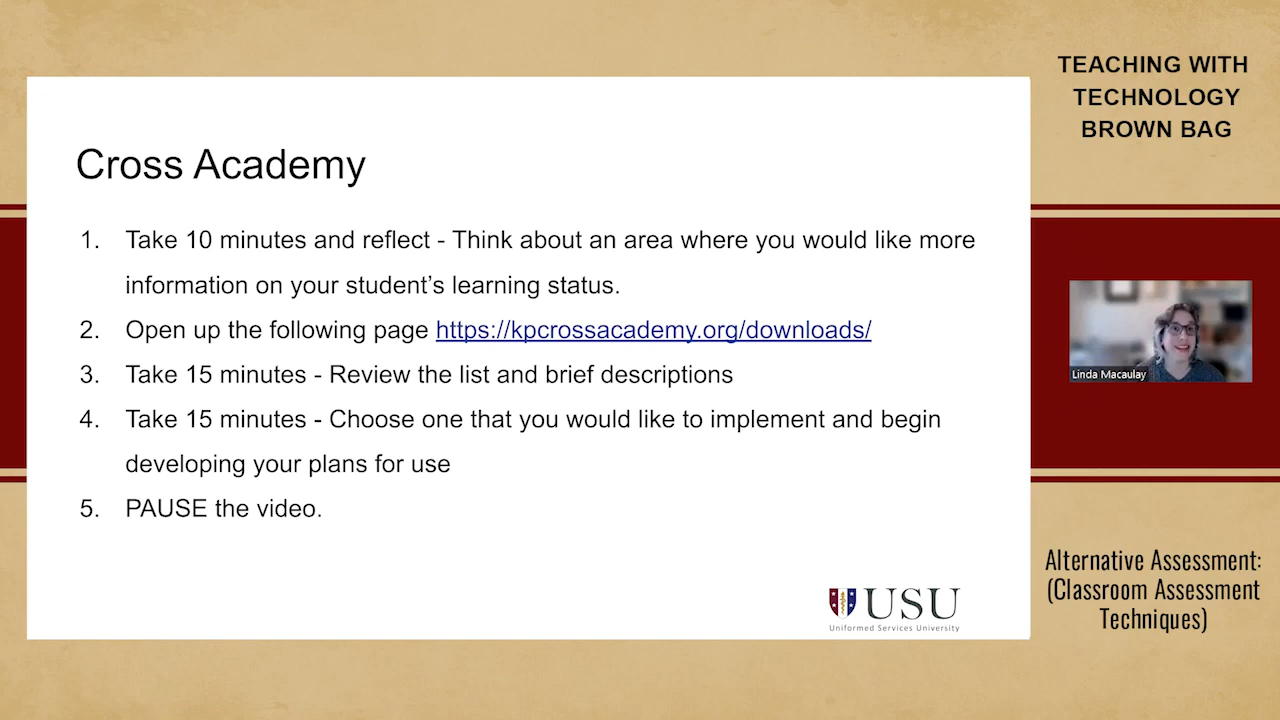 TEACHING WITH
TECHNOLOGY
BROWN BAG
Cross Academy
1. Take 10 minutes and reflect - Think about an area where you would like more
information on your student’s learning status.
2. Open up the following page https://kpcrossacademy.org/downloads/
3. Take 15 minutes - Review the list and brief descriptions
4. Take 15 minutes - Choose one that you would like to implement and begin
developing your plans for use
5. PAUSE the video.
Linda Macaulay
USU
Uniformed Services University
Alternative Assessment:
(Classroom Assessment
Techniques)